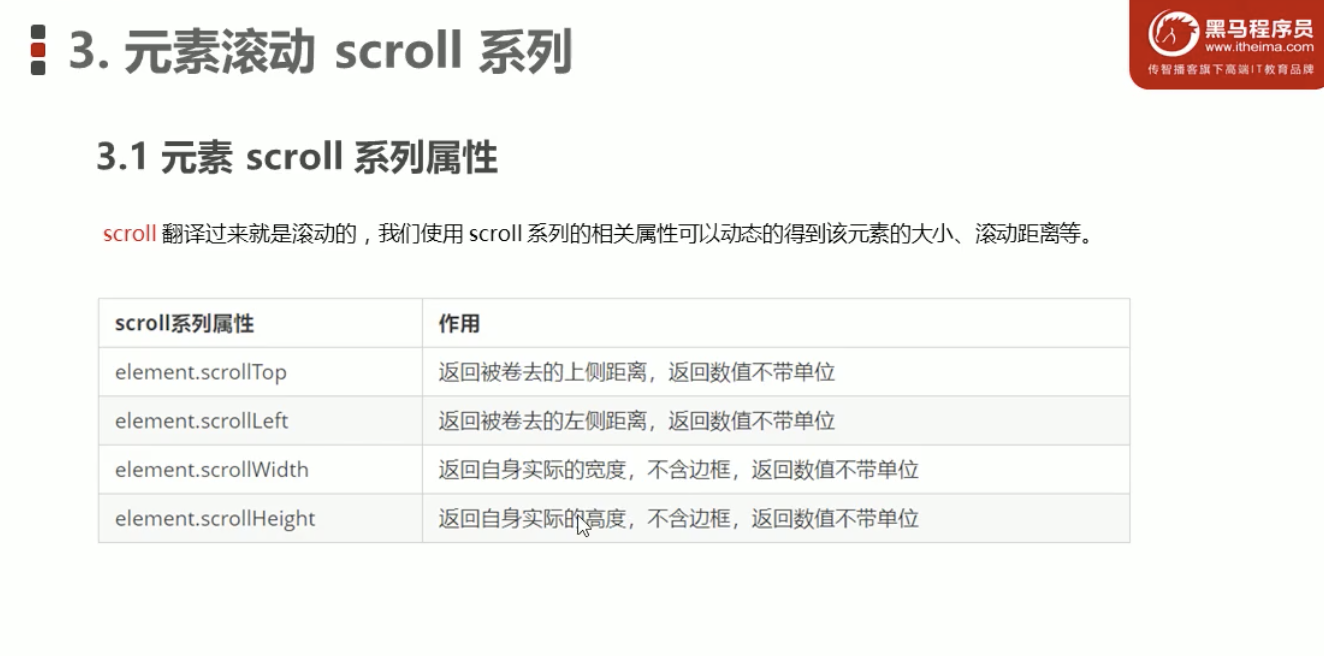 3. 元素滚动 scroll 系列
黑马程序员
www.itheima.com
传智播客旗下高端IT教育品牌
3.1 元素 scroll 系列属性
scroll 翻译过来就是滚动的，我们使用 scroll 系列的相关属性可以动态的得到该元素的大小、滚动距离等。
scroll系列属性 作用
element.scrollTop 返回被卷去的上侧距离，返回数值不带单位
element.scrollLeft 返回被卷去的左侧距离，返回数值不带单位
element.scrollWidth 返回自身实际的宽度，不含边框，返回数值不带单位
element.scrollHeight 返回自身实际的高度，不含边框，返回数值不带单位